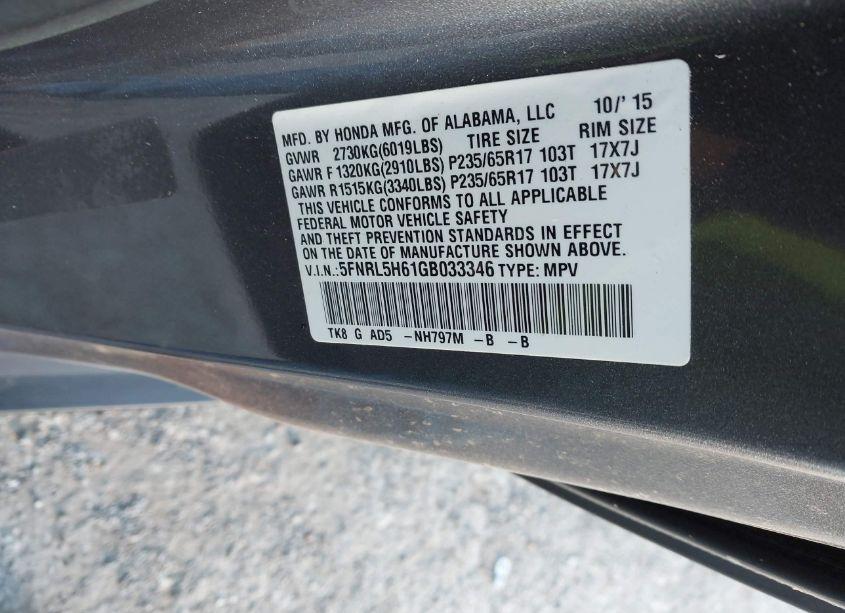 MFD. BY HONDA MFG. OF ALABAMA, LLC 10/' 15
GVWR 2730KG(6019LBS) TIRE SIZE RIM SIZE
GAWR F 1320KG(2910LBS) P235/65R17 103T 17X7J
GAWR R1515KG(3340LBS) P235/65R17 103T 17X7J
THIS VEHICLE CONFORMS TO ALL APPLICABLE
FEDERAL MOTOR VEHICLE SAFETY
AND THEFT PREVENTION STANDARDS IN EFFECT
ON THE DATE OF MANUFACTURE SHOWN ABOVE.
V.I.N.:5FNRL5H61GB033346 TYPE: MPV
TK8 G AD5 -NH797M -B -B